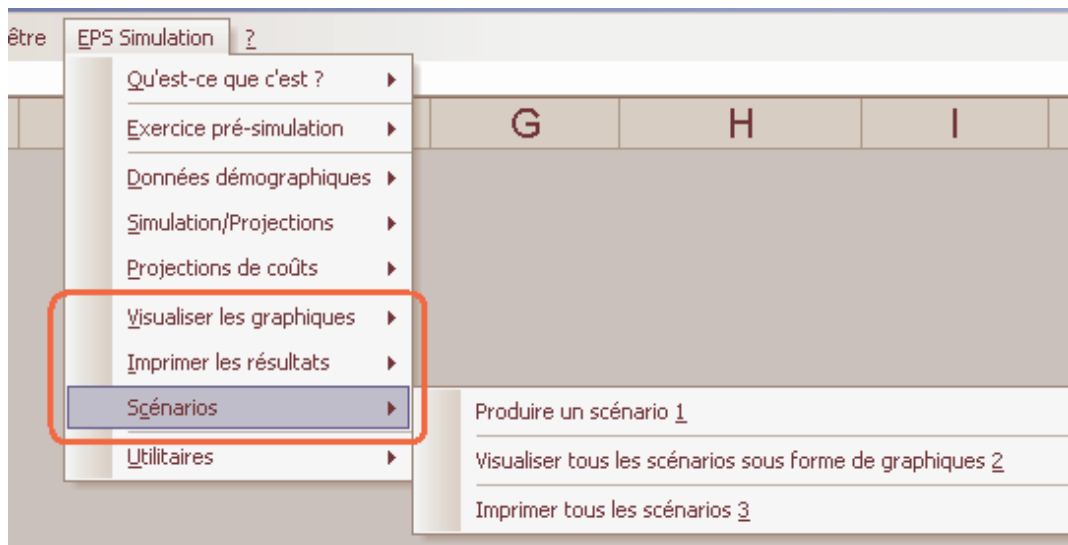 être EPS Simulation ?
Qu'est-ce que c'est ?
G H I
Exercice pré-simulation
Données démographiques
Simulation/Projections
Projections de coûts
Visualiser les graphiques
Imprimer les résultats
Scénarios
Produire un scénario 1
Utilitaires
Visualiser tous les scénarios sous forme de graphiques 2
Imprimer tous les scénarios 3